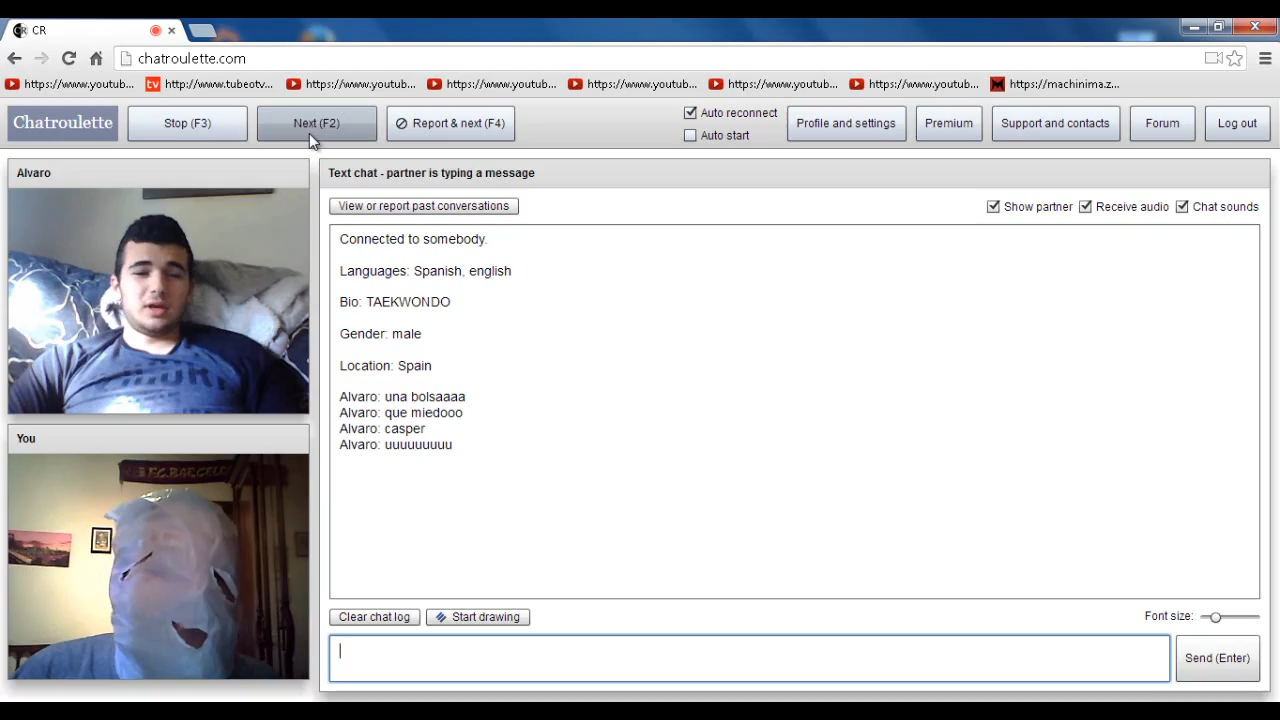 CR
chatroulette.com
https://www.youtub...
http://www.tubeotv...
https://www.youtub...
https://www.youtub...
https://www.youtub...
https://www.youtub...
https://www.youtub...
https://machinima.z...
Chatroulette
Stop (F3)
Next (F2)
Report & next (F4)
Auto reconnect
Auto start
Profile and settings
Premium
Support and contacts
Forum
Log out
Alvaro
Text chat - partner is typing a message
View or report past conversations
Show partner
Receive audio
Chat sounds
Connected to somebody.
Languages: Spanish, english
Bio: TAEKWONDO
Gender: male
Location: Spain
Alvaro: una bolsaaaa
Alvaro: que miedooo
Alvaro: casper
Alvaro: uuuuuuuuu
You
F.C. BARCELO
Clear chat log
Start drawing
Font size:
Send (Enter)